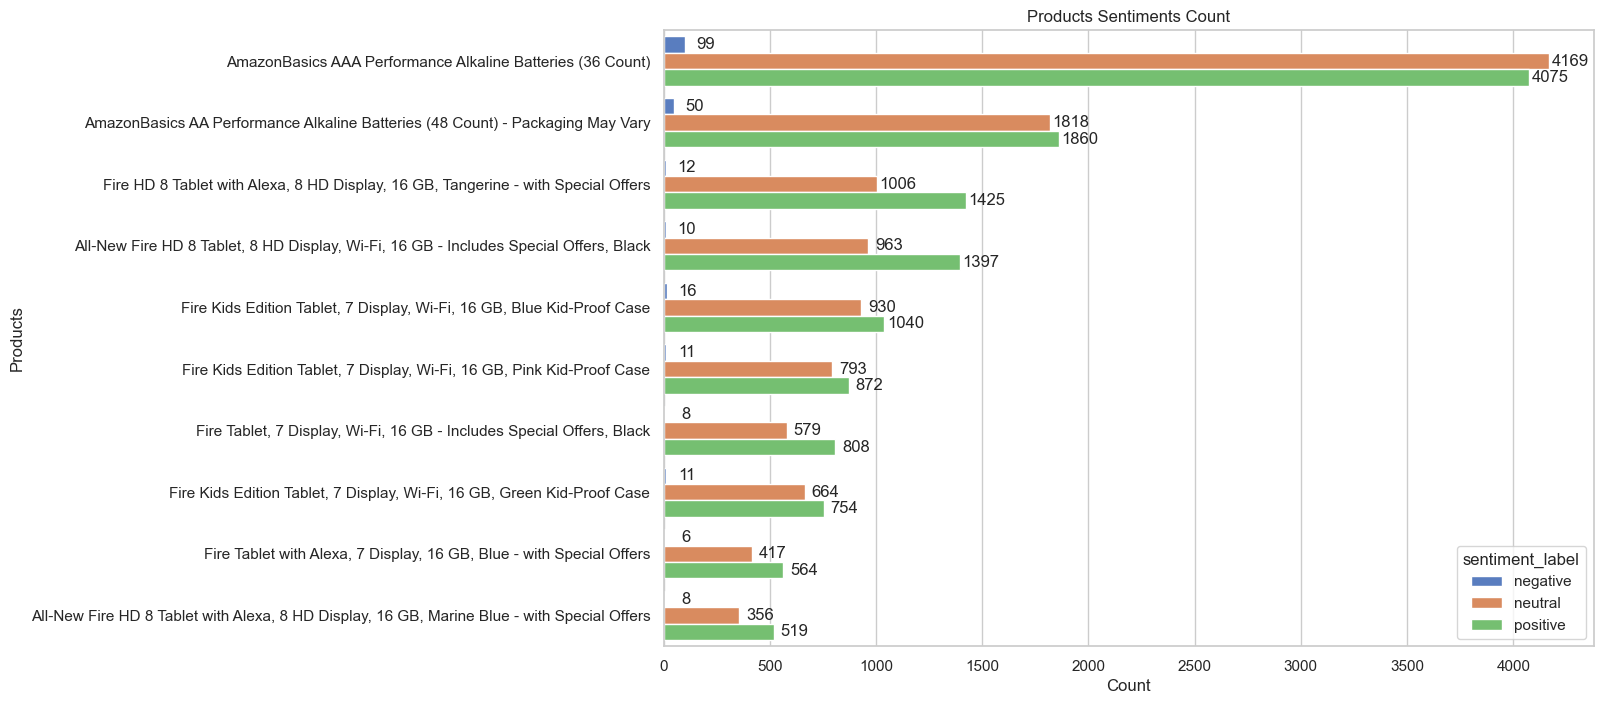 Products Sentiments Count
Products
AmazonBasics AAA Performance Alkaline Batteries (36 Count)
99
4169
4075
AmazonBasics AA Performance Alkaline Batteries (48 Count) - Packaging May Vary
50
1818
1860
Fire HD 8 Tablet with Alexa, 8 HD Display, 16 GB, Tangerine - with Special Offers
12
1006
1425
All-New Fire HD 8 Tablet, 8 HD Display, Wi-Fi, 16 GB - Includes Special Offers, Black
10
963
1397
Fire Kids Edition Tablet, 7 Display, Wi-Fi, 16 GB, Blue Kid-Proof Case
16
930
1040
Fire Kids Edition Tablet, 7 Display, Wi-Fi, 16 GB, Pink Kid-Proof Case
11
793
872
Fire Tablet, 7 Display, Wi-Fi, 16 GB - Includes Special Offers, Black
8
579
808
Fire Kids Edition Tablet, 7 Display, Wi-Fi, 16 GB, Green Kid-Proof Case
11
664
754
Fire Tablet with Alexa, 7 Display, 16 GB, Blue - with Special Offers
6
417
564
All-New Fire HD 8 Tablet with Alexa, 8 HD Display, 16 GB, Marine Blue - with Special Offers
8
356
519
sentiment_label
negative
neutral
positive
0 500 1000 1500 2000 2500 3000 3500 4000
Count